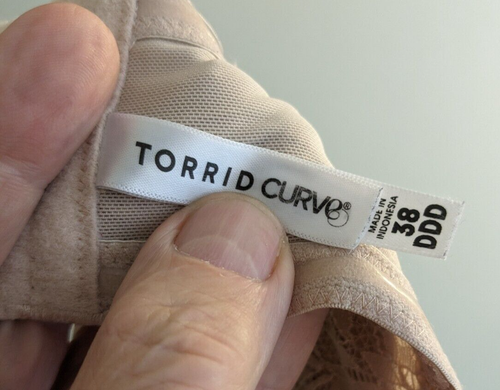 TORRID CURVE®
MADE IN
INDONESIA
38
DDD